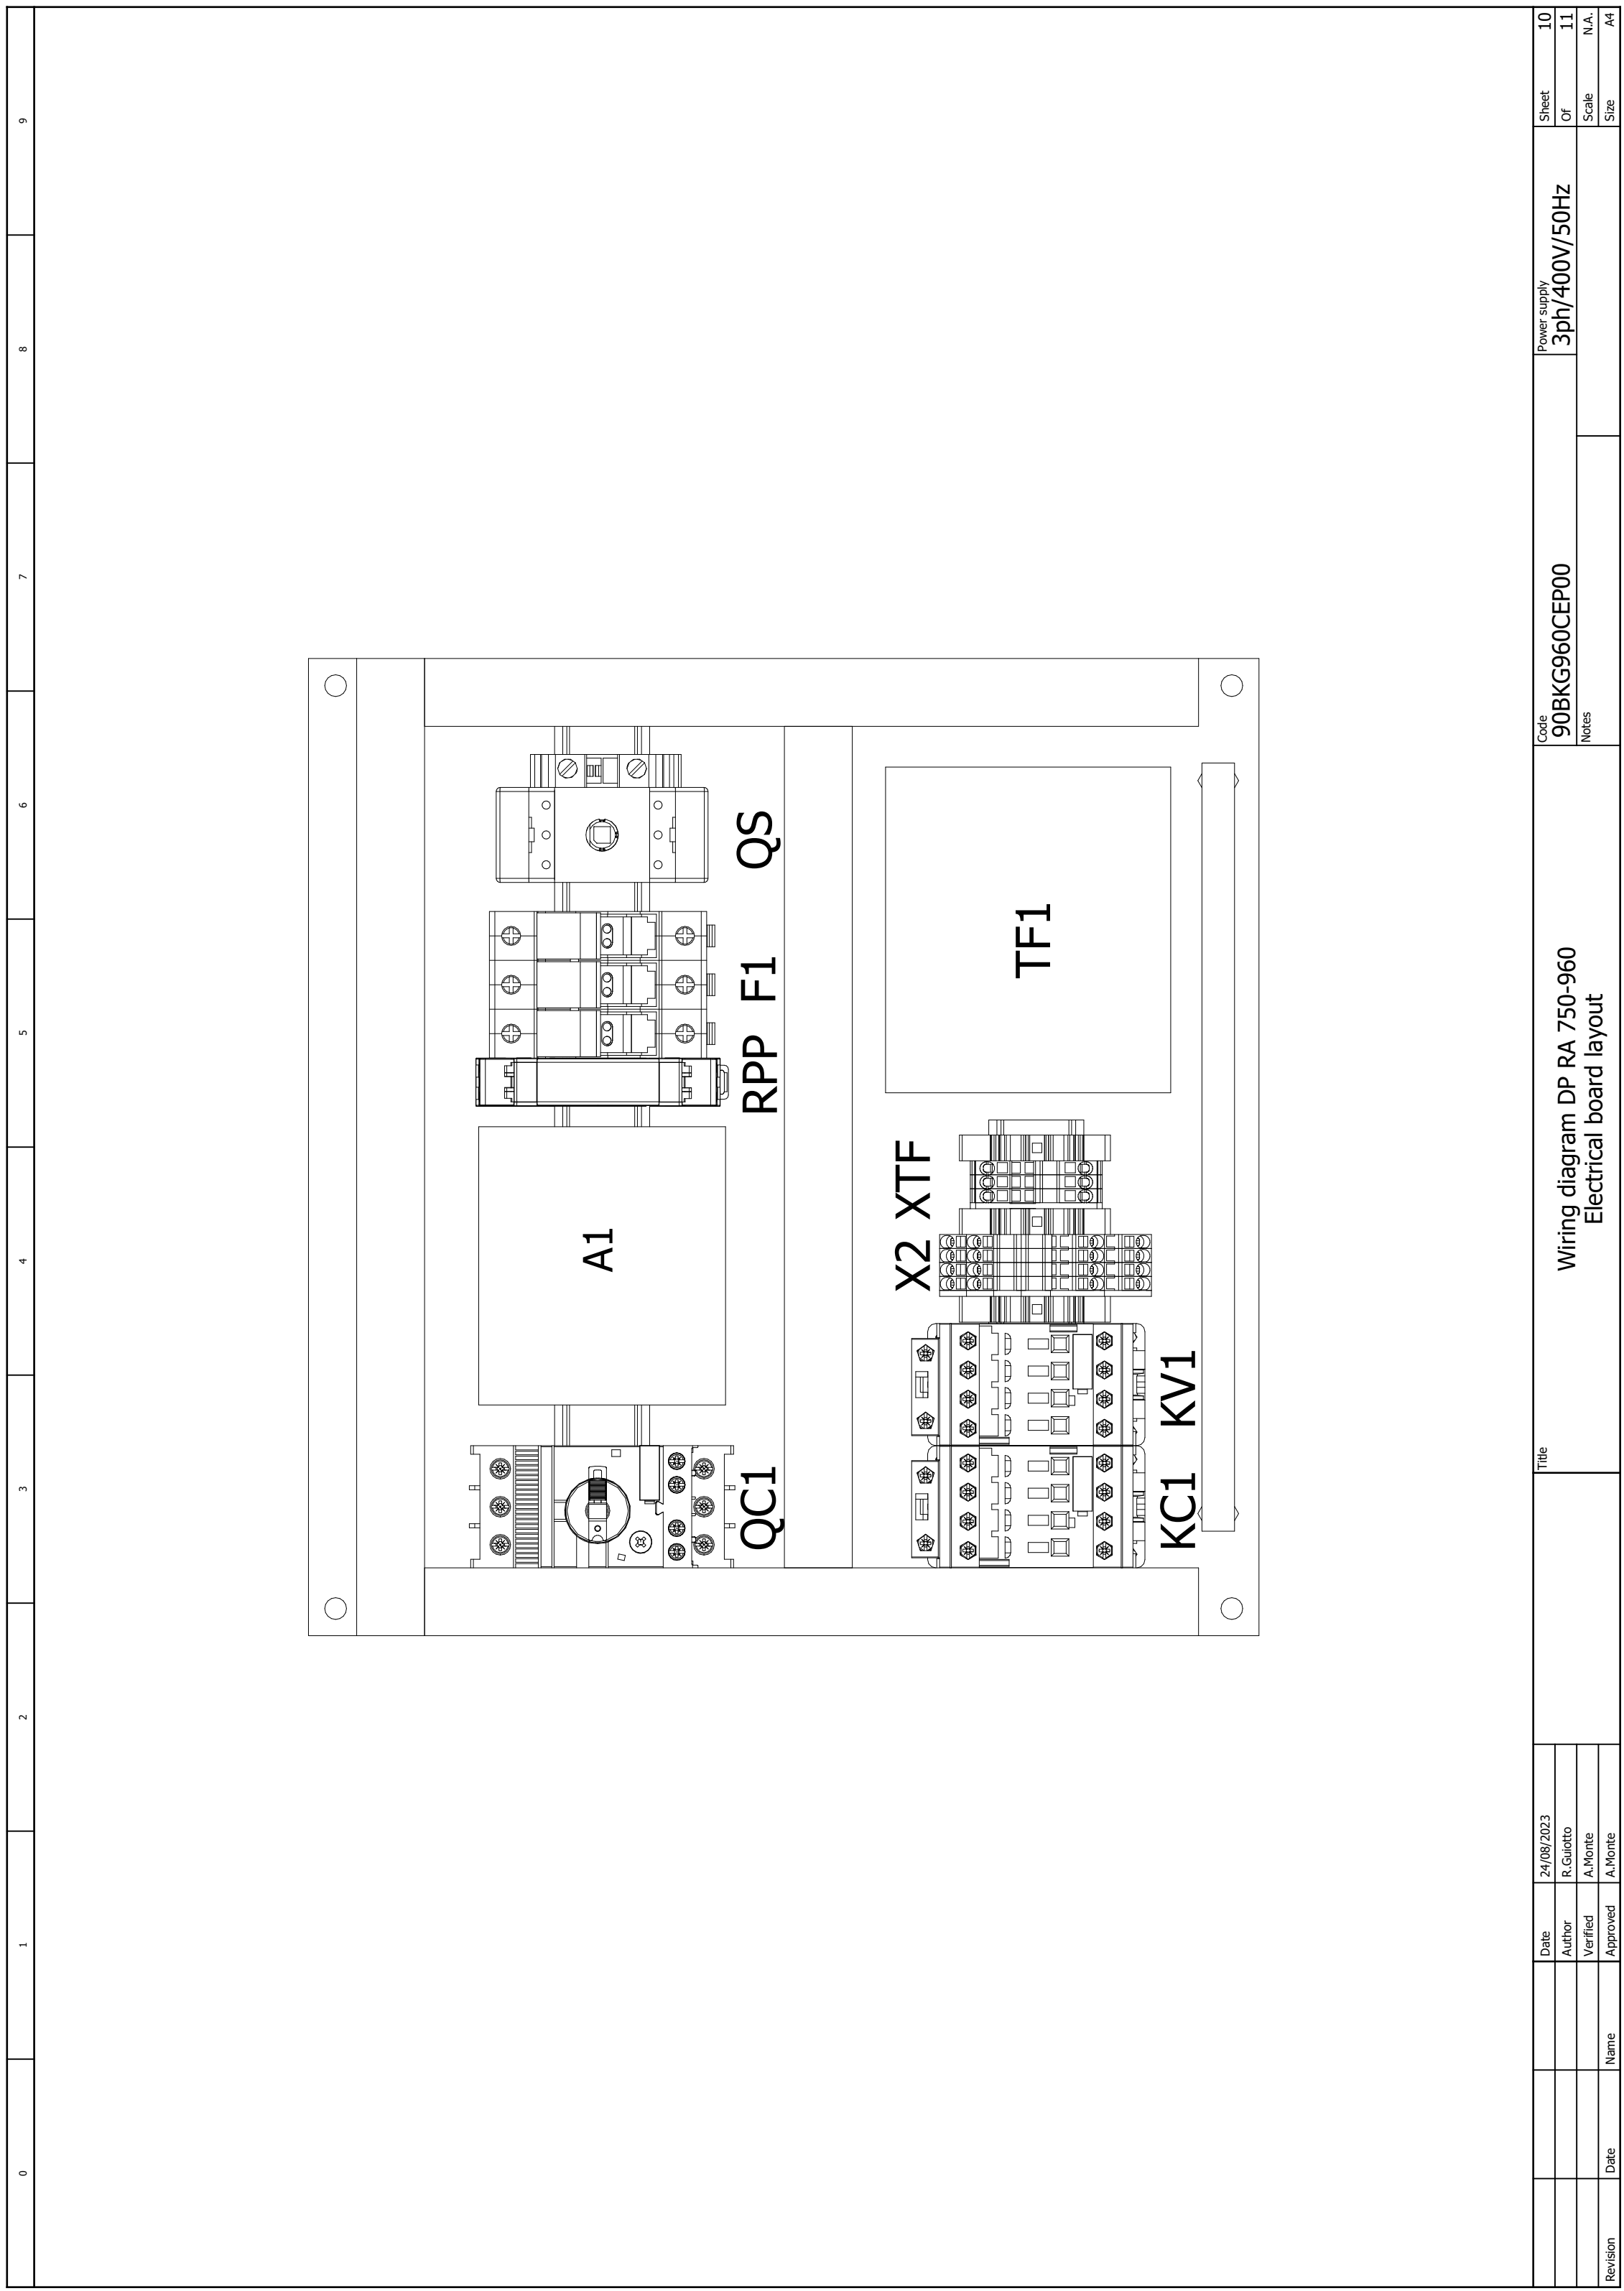 0 1 2 3 4 5 6 7 8 9
A1
QC1 RPP F1 QS
X2 XTF
TF1
KC1 KV1
Revision Date Name
Date 24/08/2023
Author R.Guiotto
Verified A.Monte
Approved A.Monte
Title
Wiring diagram DP RA 750-960
Electrical board layout
Code
90BKG960CEP00
Notes
Power supply
3ph/400V/50Hz
Sheet 10
Of 11
Scale N.A.
Size A4